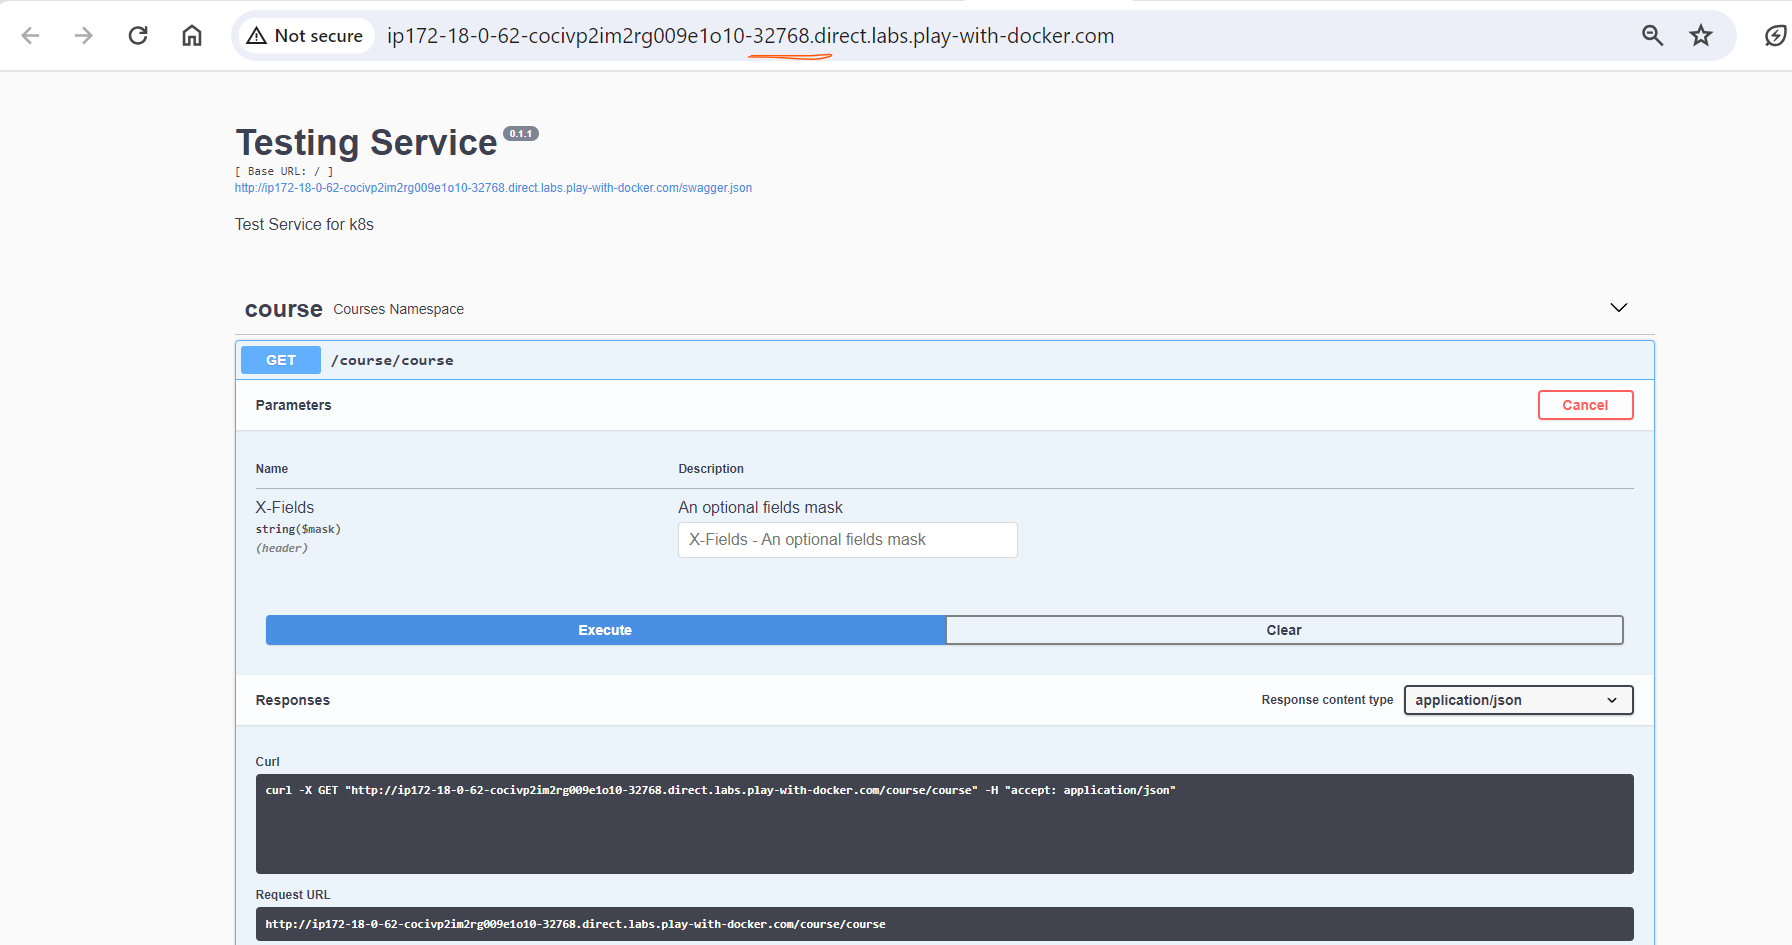 Not secure ip172-18-0-62-cocivp2im2rg009e1o10-32768.direct.labs.play-with-docker.com
Testing Service 0.1.1
[ Base URL: / ]
http://ip172-18-0-62-cocivp2im2rg009e1o10-32768.direct.labs.play-with-docker.com/swagger.json
Test Service for k8s
course Courses Namespace
GET /course/course
Parameters Cancel
Name Description
X-Fields An optional fields mask
string($mask)
X-Fields - An optional fields mask
(header)
Execute Clear
Responses Response content type application/json
Curl
curl -X GET "http://ip172-18-0-62-cocivp2im2rg009e1o10-32768.direct.labs.play-with-docker.com/course/course" -H "accept: application/json"
Request URL
http://ip172-18-0-62-cocivp2im2rg009e1o10-32768.direct.labs.play-with-docker.com/course/course